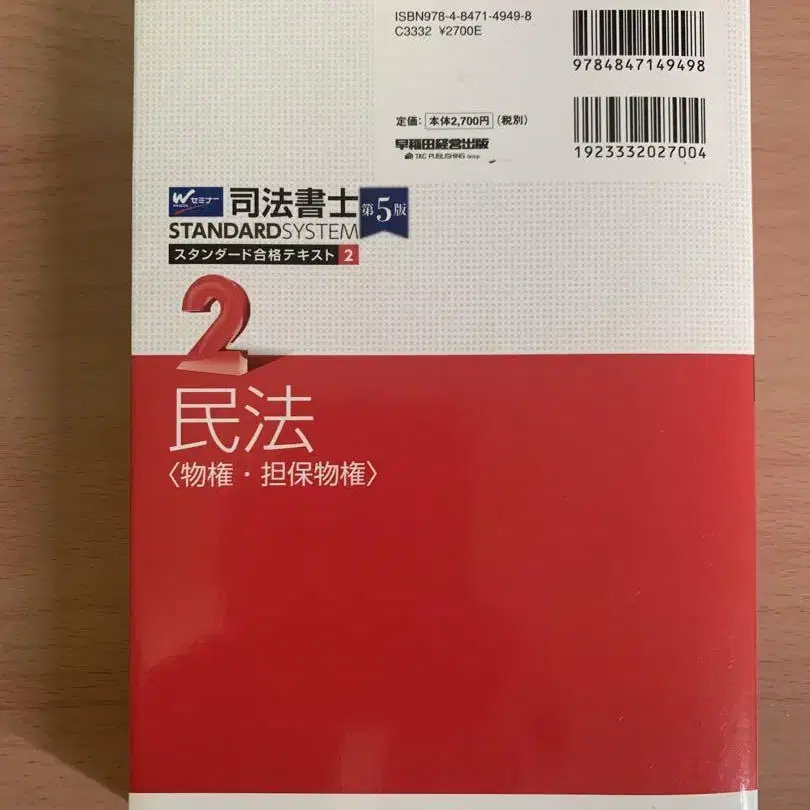 ISBN978-4-8471-4949-8
C3332 ¥2700E
9784847149498
定価: 本体2,700円 (税別)
早稲田経営出版
TAC PUBLISHING Group
1923332027004
Wセミナー
司法書士
第5版
STANDARDSYSTEM
スタンダード合格テキスト 2
2
民法
〈物権・担保物権〉